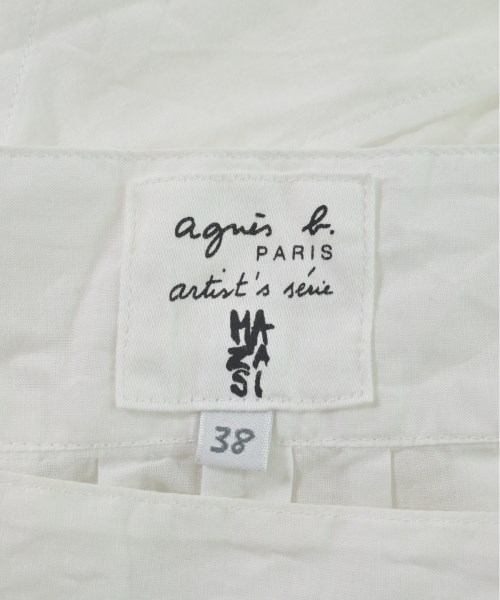 agnès b.
PARIS
artist's série
MA
ZA
SI
38